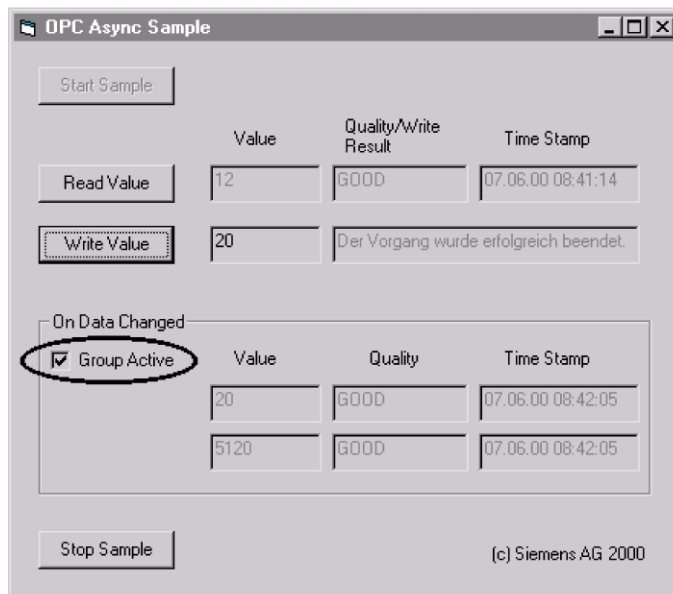 OPC Async Sample
Start Sample
Value Quality/Write Result Time Stamp
Read Value 12 GOOD 07.06.00 08:41:14
Write Value 20 Der Vorgang wurde erfolgreich beendet.
On Data Changed
Group Active Value Quality Time Stamp
20 GOOD 07.06.00 08:42:05
5120 GOOD 07.06.00 08:42:05
Stop Sample (c) Siemens AG 2000